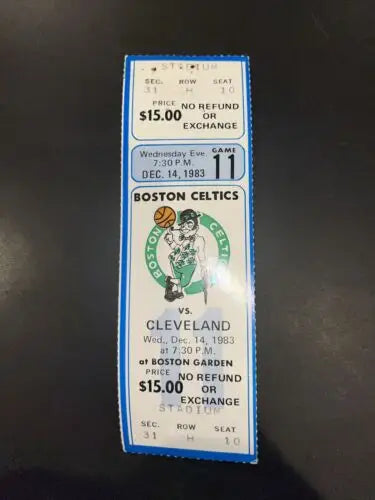 STADIUM
SEC. ROW SEAT
31 H 10
PRICE NO REFUND
$15.00 OR
EXCHANGE
Wednesday Eve. GAME
7:30 P.M. 11
DEC. 14, 1983
BOSTON CELTICS
BOSTON CELTICS
VS.
CLEVELAND
Wed., Dec. 14, 1983
at 7:30 P.M.
at BOSTON GARDEN
PRICE NO REFUND
$15.00 OR
EXCHANGE
STADIUM
SEC. ROW SEAT
31 H 10
11